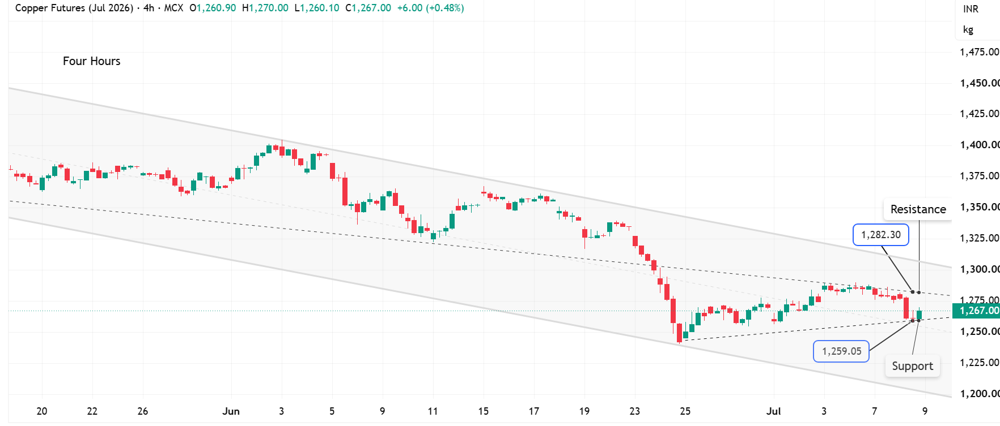 Copper Futures (Jul 2026) · 4h · MCX O1,260.90 H1,270.00 L1,260.10 C1,267.00 +6.00 (+0.48%)
INR
kg
Four Hours
1,475.00
1,450.00
1,425.00
1,400.00
1,375.00
1,350.00
1,325.00
1,300.00
1,275.00
1,267.00
1,250.00
1,225.00
1,200.00
Resistance
1,282.30
1,259.05
Support
20 22 26 Jun 3 5 9 11 15 17 19 23 25 Jul 3 7 9